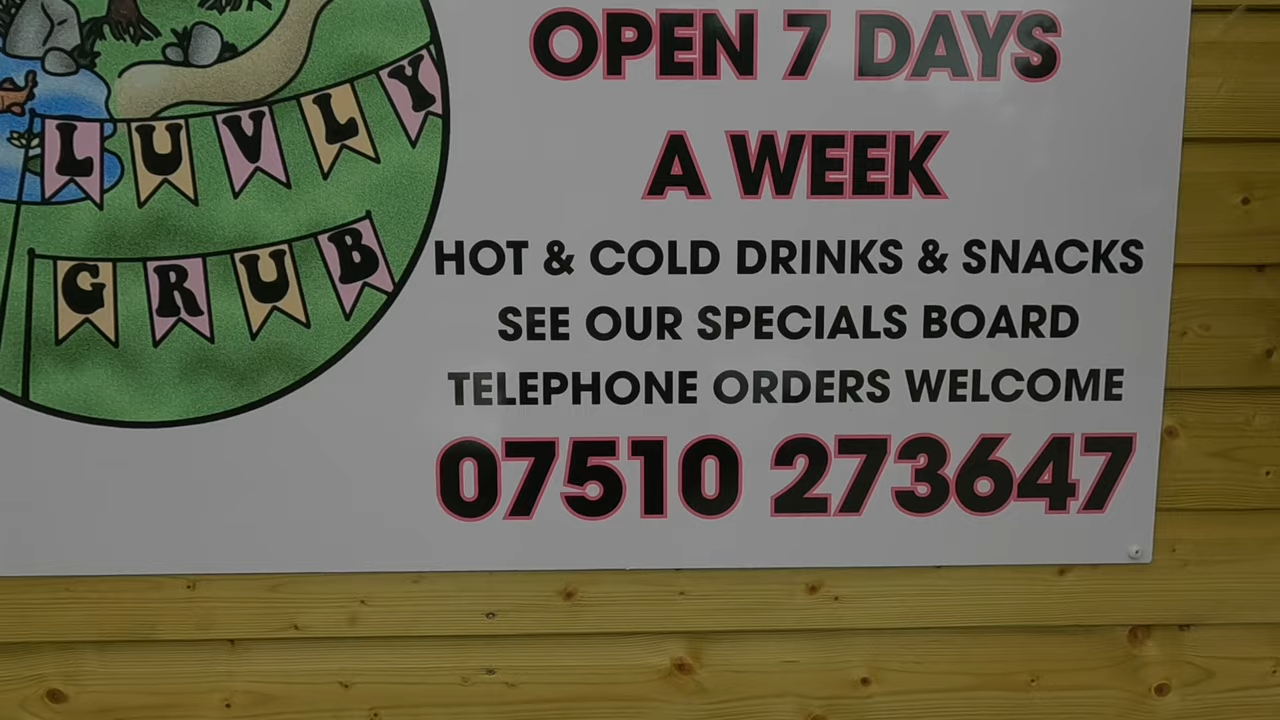 LUVLY
GRUB
OPEN 7 DAYS
A WEEK
HOT & COLD DRINKS & SNACKS
SEE OUR SPECIALS BOARD
TELEPHONE ORDERS WELCOME
07510 273647